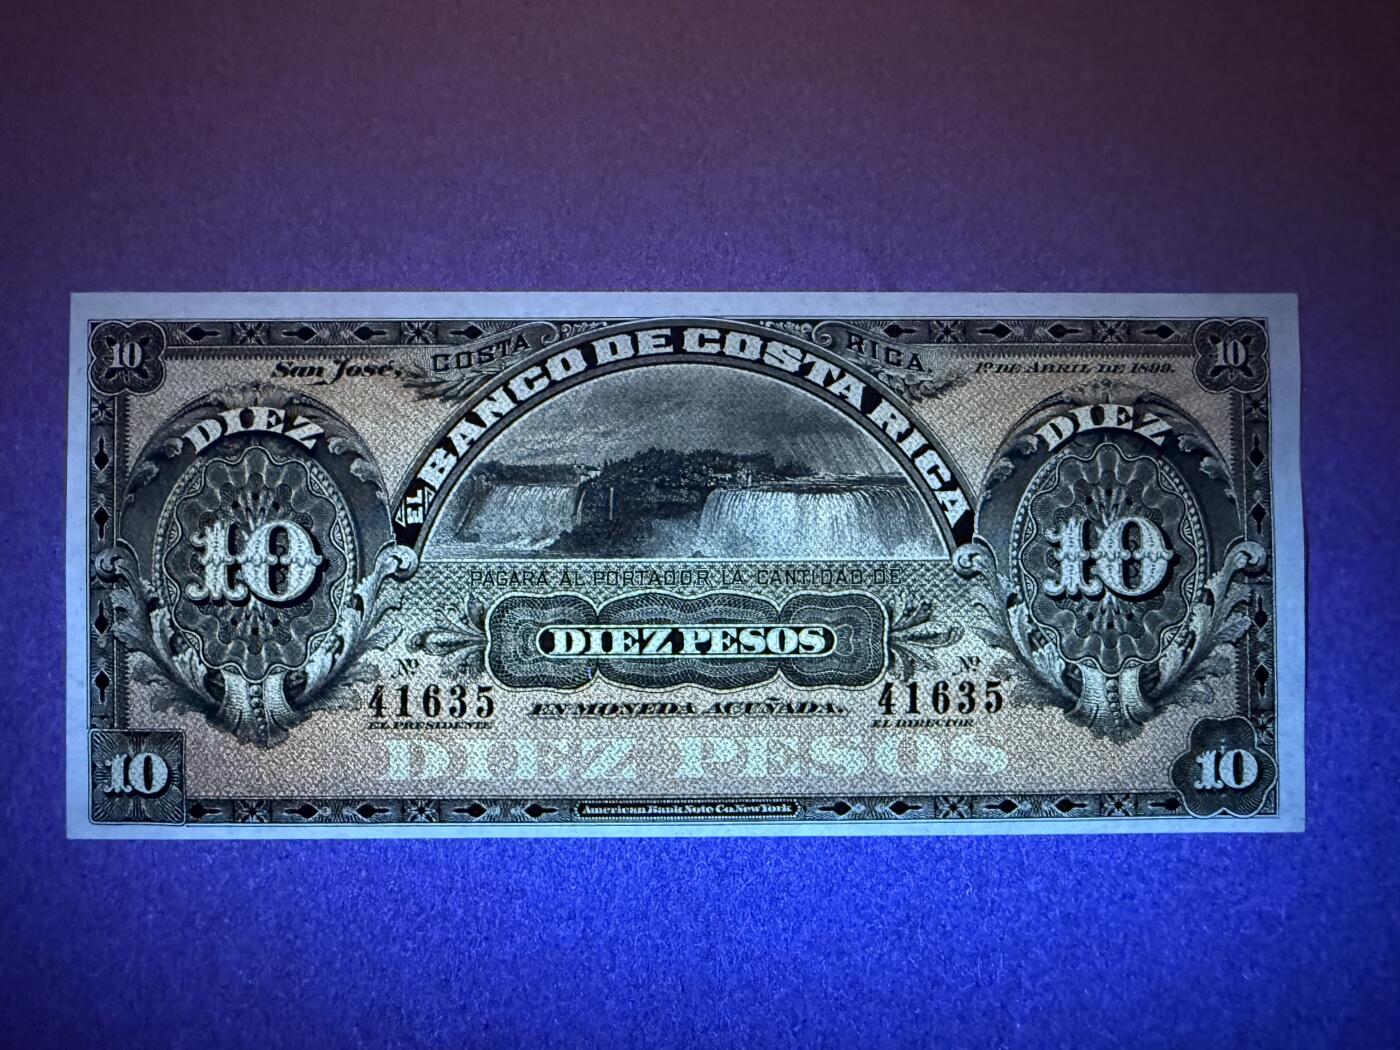 10
San José,
COSTA RICA.
1º DE ABRIL DE 1899.
10
EL BANCO DE COSTA RICA
DIEZ
DIEZ
10
10
PAGARÁ AL PORTADOR LA CANTIDAD DE
DIEZ PESOS
Nº
Nº
41635
EN MONEDA ACUÑADA.
41635
EL PRESIDENTE
EL DIRECTOR
DIEZ PESOS
10
10
American Bank Note Co. New York